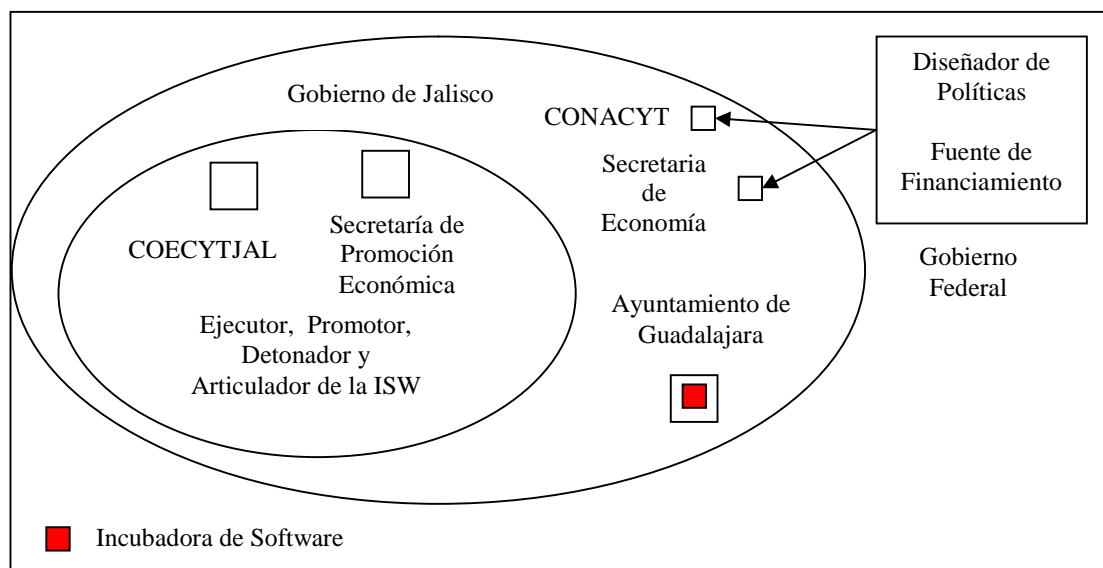 Gobierno de Jalisco
CONACYT
Secretaria
de
Economía
Diseñador de
Políticas
Fuente de
Financiamiento
Gobierno
Federal
COECYTJAL
Secretaría de
Promoción
Económica
Ejecutor, Promotor,
Detonador y
Articulador de la ISW
Ayuntamiento de
Guadalajara
Incubadora de Software